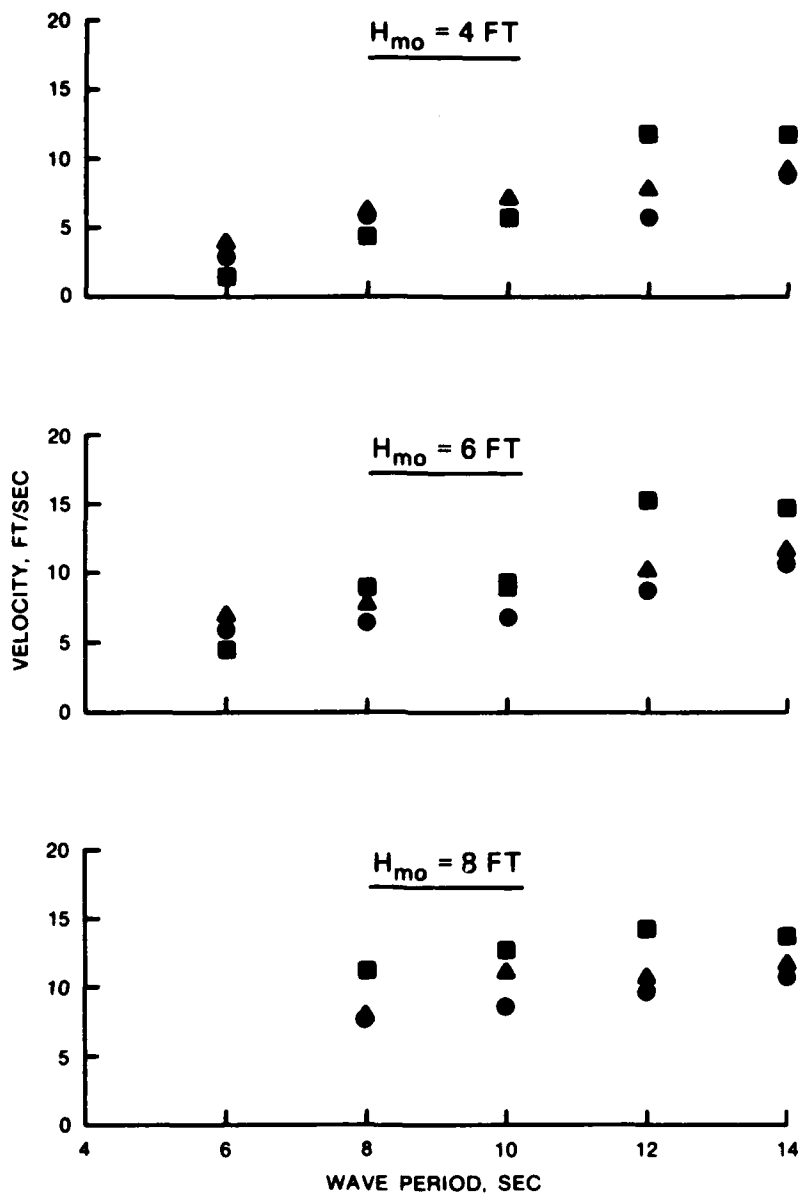 H_mo = 4 FT
20
15
10
5
0
H_mo = 6 FT
20
15
10
5
0
VELOCITY, FT/SEC
H_mo = 8 FT
20
15
10
5
0
4 6 8 10 12 14
WAVE PERIOD, SEC